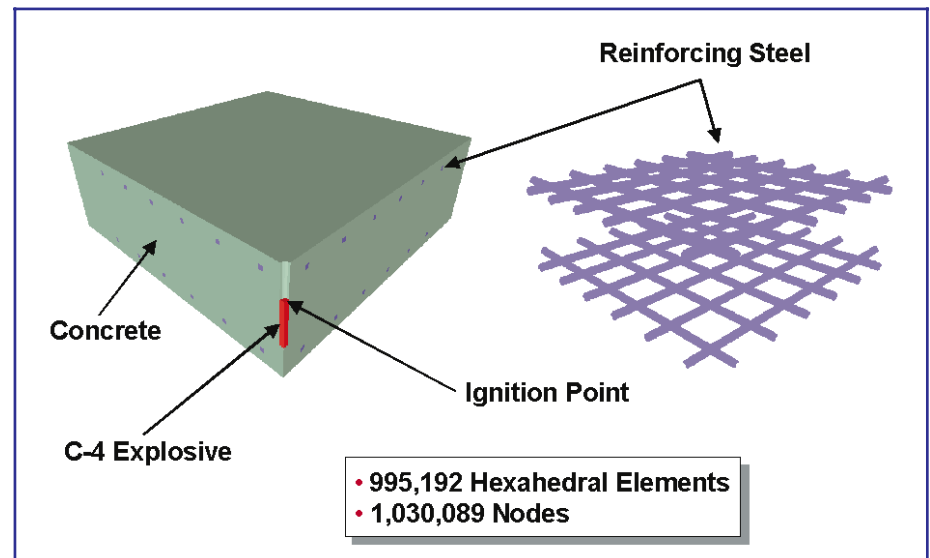 Reinforcing Steel
Concrete
Ignition Point
C-4 Explosive
• 995,192 Hexahedral Elements
• 1,030,089 Nodes